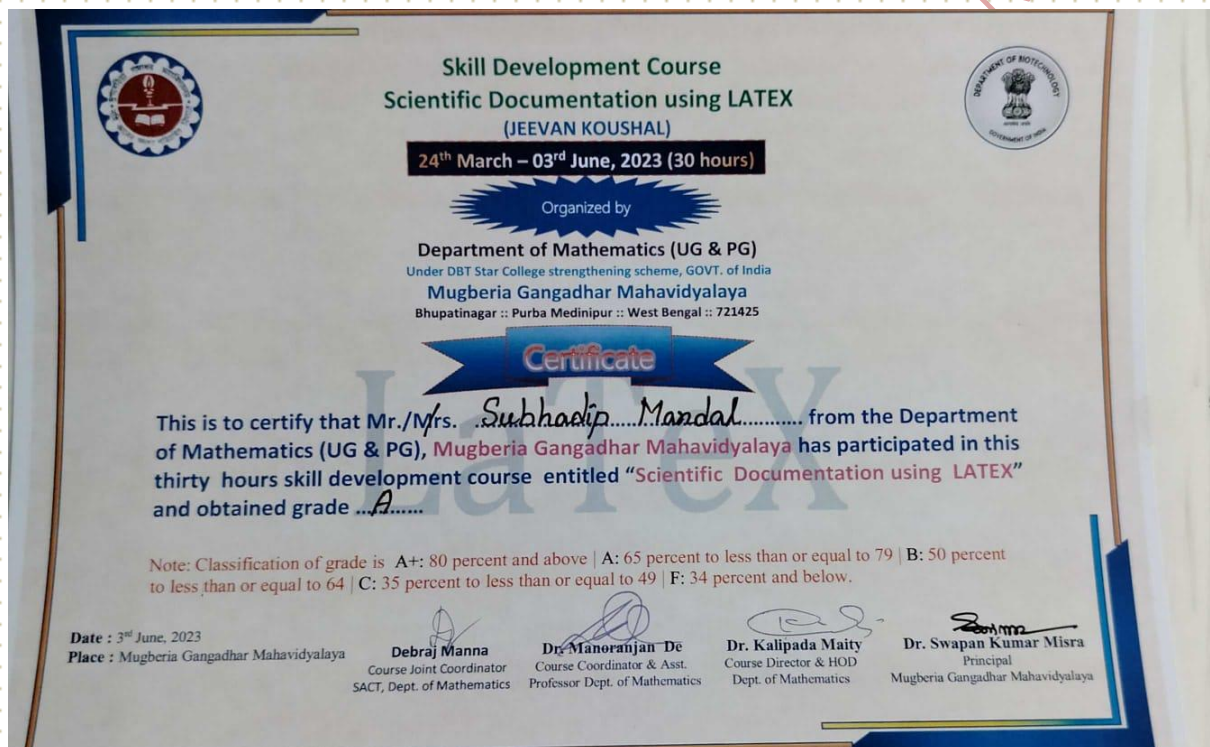 Skill Development Course
Scientific Documentation using LATEX
(JEEVAN KOUSHAL)
24th March – 03rd June, 2023 (30 hours)
DEPARTMENT OF BIOTECHNOLOGY
GOVERNMENT OF INDIA
Organized by
Department of Mathematics (UG & PG)
Under DBT Star College strengthening scheme, GOVT. of India
Mugberia Gangadhar Mahavidyalaya
Bhupatinagar :: Purba Medinipur :: West Bengal :: 721425
Certificate
LaTeX
This is to certify that Mr./Mrs. ..Subhadip.....Mandal........... from the Department
of Mathematics (UG & PG), Mugberia Gangadhar Mahavidyalaya has participated in this
thirty hours skill development course entitled “Scientific Documentation using LATEX”
and obtained grade ...A......
Note: Classification of grade is A+: 80 percent and above | A: 65 percent to less than or equal to 79 | B: 50 percent
to less than or equal to 64 | C: 35 percent to less than or equal to 49 | F: 34 percent and below.
Date : 3rd June, 2023
Place : Mugberia Gangadhar Mahavidyalaya
Debraj Manna
Course Joint Coordinator
SACT, Dept. of Mathematics
Dr. Manoranjan De
Course Coordinator & Asst.
Professor Dept. of Mathematics
Dr. Kalipada Maity
Course Director & HOD
Dept. of Mathematics
Dr. Swapan Kumar Misra
Principal
Mugberia Gangadhar Mahavidyalaya